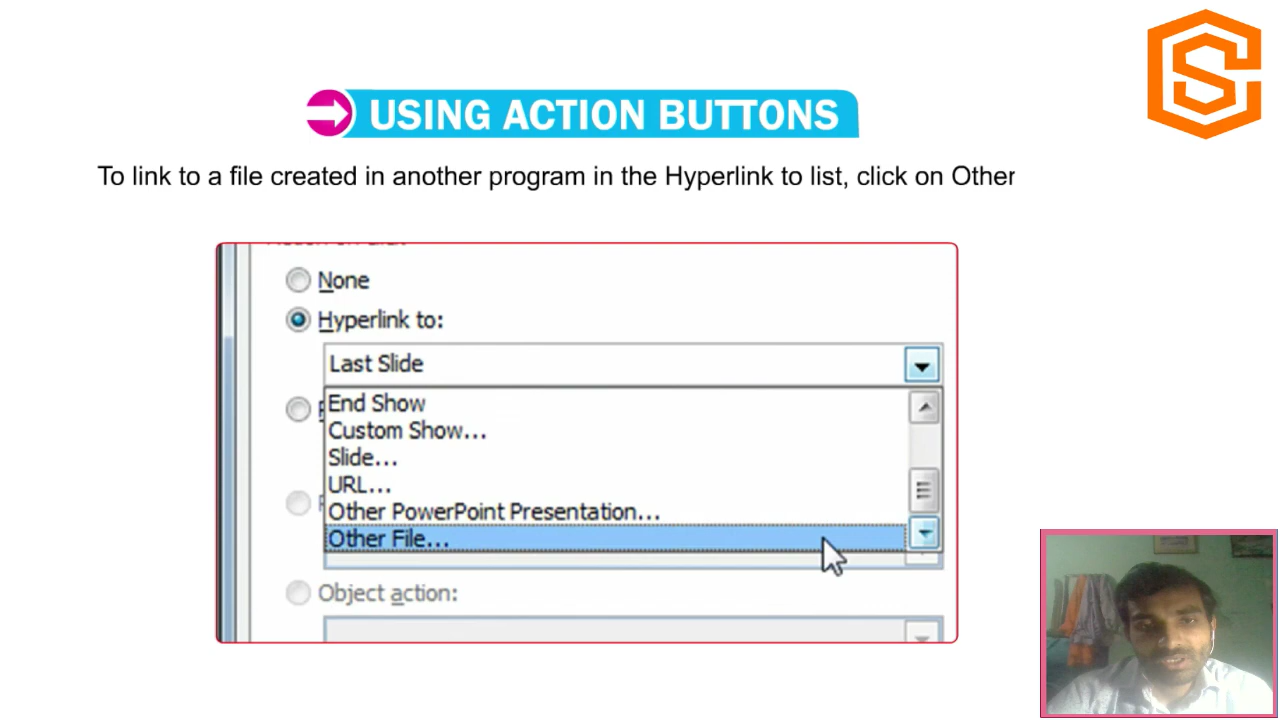 USING ACTION BUTTONS
To link to a file created in another program in the Hyperlink to list, click on Other
None
Hyperlink to:
Last Slide
End Show
Custom Show...
Slide...
URL...
Other PowerPoint Presentation...
Other File...
Object action: